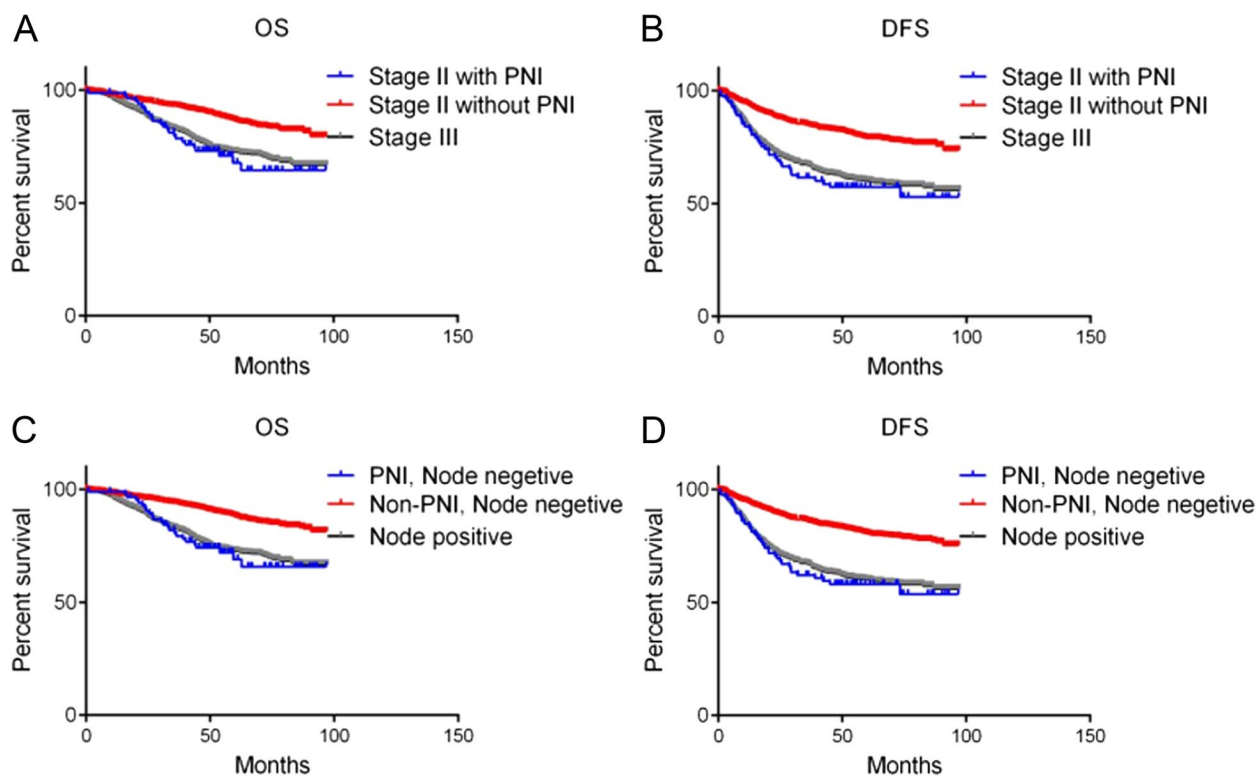 A
OS
Percent survival
100
50
0
0 50 100 150
Months
Stage II with PNI
Stage II without PNI
Stage III
B
DFS
Percent survival
100
50
0
0 50 100 150
Months
Stage II with PNI
Stage II without PNI
Stage III
C
OS
Percent survival
100
50
0
0 50 100 150
Months
PNI, Node negetive
Non-PNI, Node negetive
Node positive
D
DFS
Percent survival
100
50
0
0 50 100 150
Months
PNI, Node negetive
Non-PNI, Node negetive
Node positive